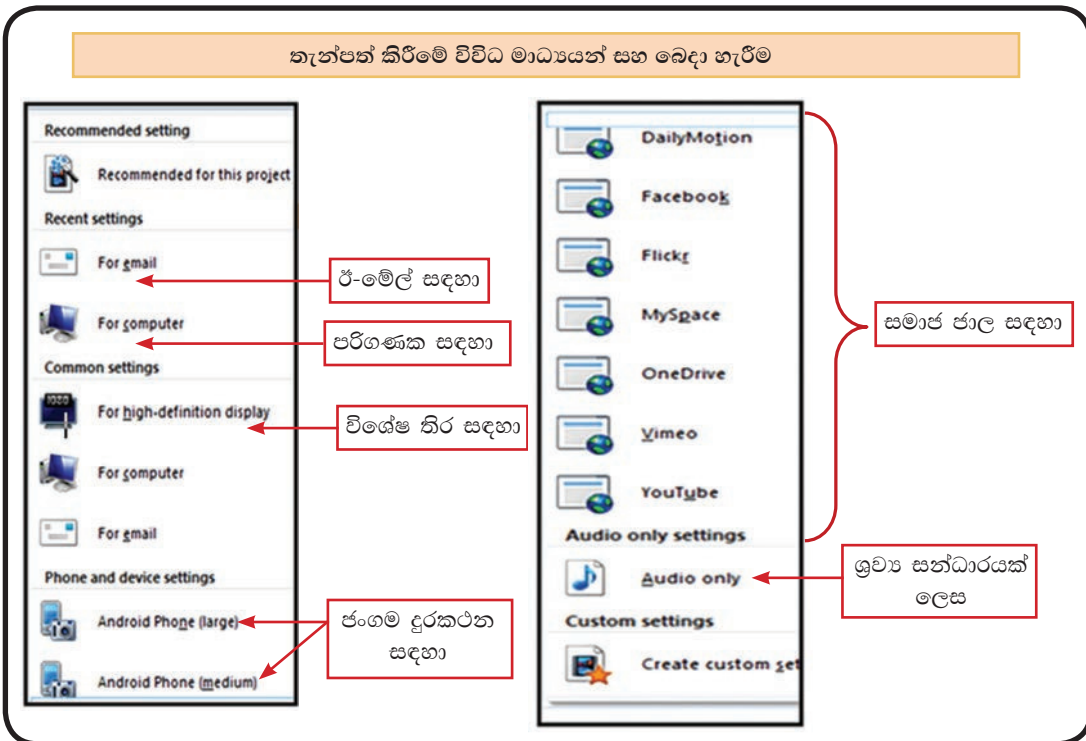 තැන්පත් කිරීමේ විවිධ මාධ්‍යයන් සහ බෙදා හැරීම
Recommended setting
Recommended for this project
Recent settings
For email
For computer
Common settings
For high-definition display
For computer
For email
Phone and device settings
Android Phone (large)
Android Phone (medium)
ඊ-මේල් සඳහා
පරිගණක සඳහා
විශේෂ තිර සඳහා
ජංගම දුරකථන
සඳහා
DailyMotion
Facebook
Flickr
MySpace
OneDrive
Vimeo
YouTube
Audio only settings
Audio only
Custom settings
Create custom set
සමාජ ජාල සඳහා
ශ්‍රව්‍ය සන්ධාරයක්
ලෙස